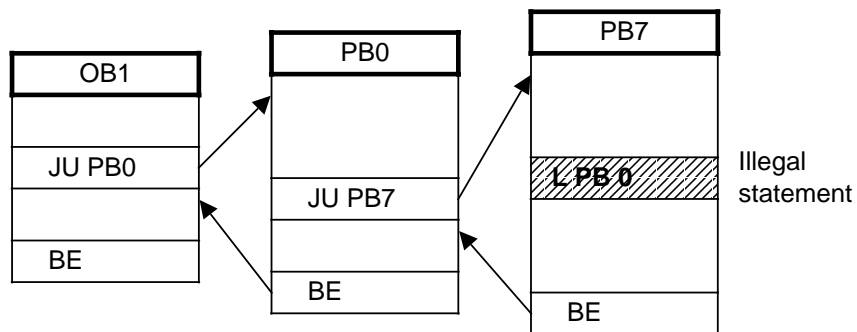 OB1
JU PB0
BE
PB0
JU PB7
BE
PB7
L PB 0
BE
Illegal
statement